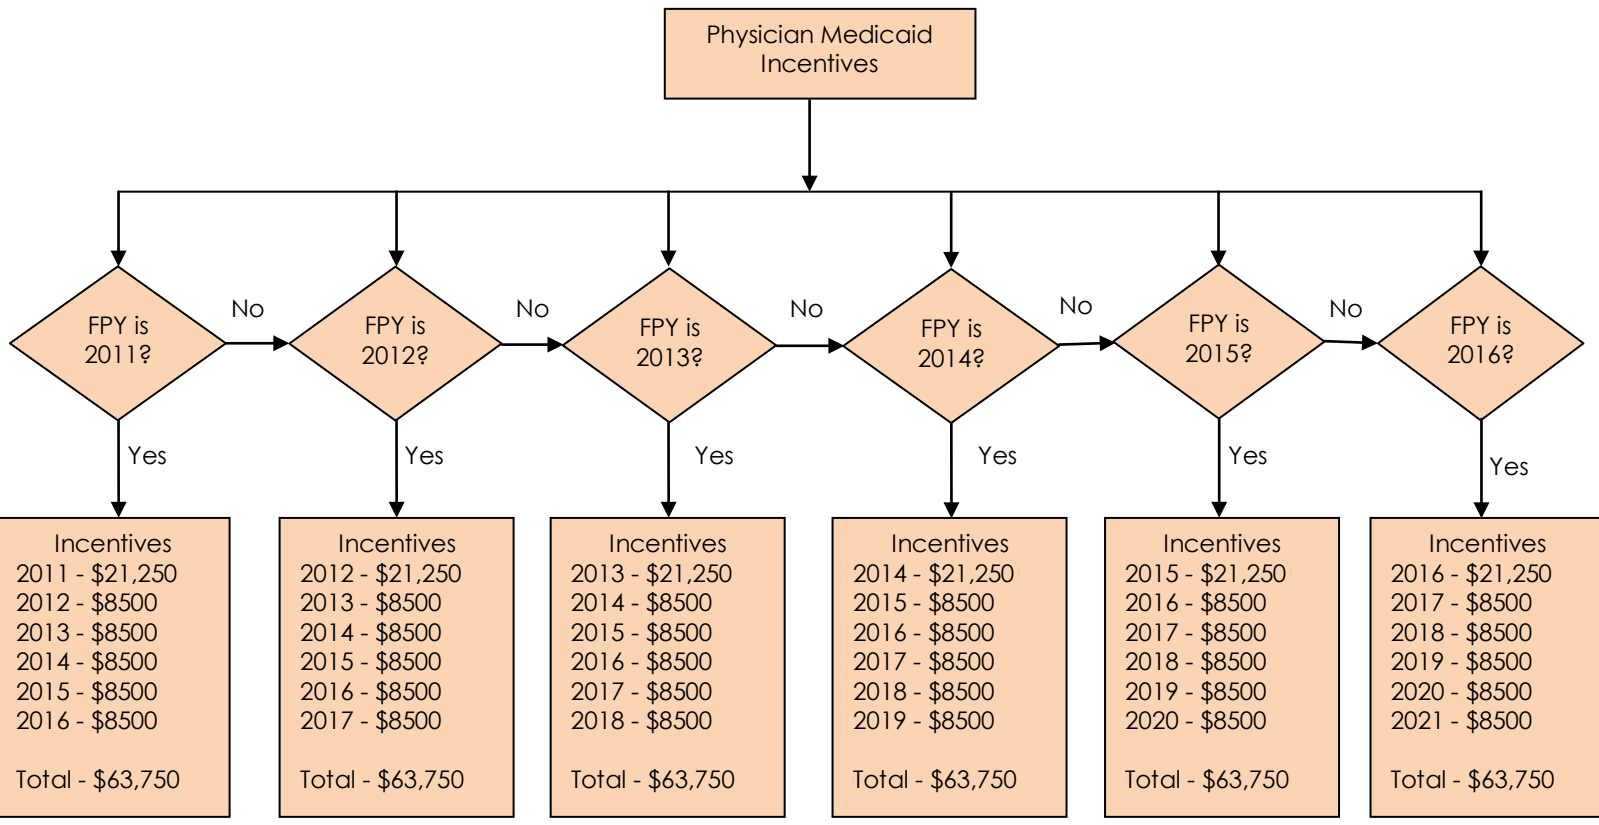 Physician Medicaid
Incentives
FPY is
2011?
No
FPY is
2012?
No
FPY is
2013?
No
FPY is
2014?
No
FPY is
2015?
No
FPY is
2016?
Yes
Yes
Yes
Yes
Yes
Yes
Incentives
2011 - $21,250
2012 - $8500
2013 - $8500
2014 - $8500
2015 - $8500
2016 - $8500
Total - $63,750
Incentives
2012 - $21,250
2013 - $8500
2014 - $8500
2015 - $8500
2016 - $8500
2017 - $8500
Total - $63,750
Incentives
2013 - $21,250
2014 - $8500
2015 - $8500
2016 - $8500
2017 - $8500
2018 - $8500
Total - $63,750
Incentives
2014 - $21,250
2015 - $8500
2016 - $8500
2017 - $8500
2018 - $8500
2019 - $8500
Total - $63,750
Incentives
2015 - $21,250
2016 - $8500
2017 - $8500
2018 - $8500
2019 - $8500
2020 - $8500
Total - $63,750
Incentives
2016 - $21,250
2017 - $8500
2018 - $8500
2019 - $8500
2020 - $8500
2021 - $8500
Total - $63,750